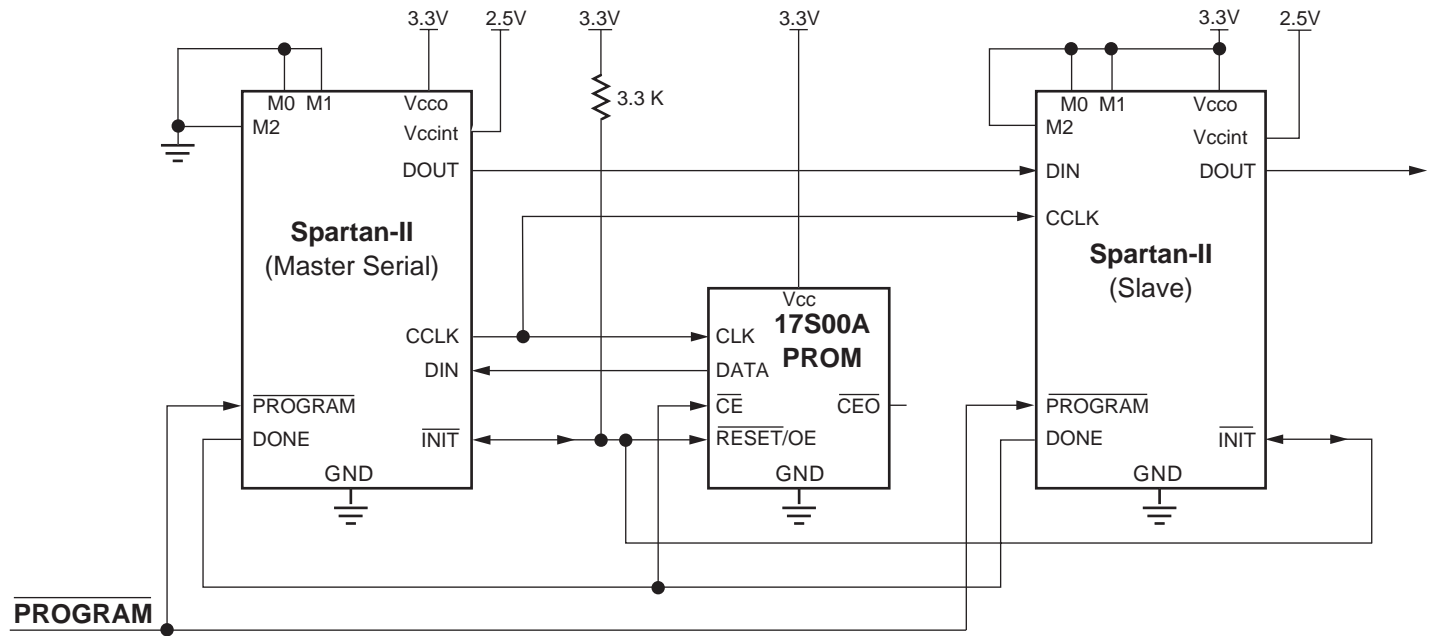 3.3V 2.5V 3.3V 3.3V 3.3V 2.5V
3.3 K
M0 M1 Vcco
M2 Vccint
DOUT
Spartan-II
(Master Serial)
CCLK
DIN
PROGRAM
DONE INIT
GND
Vcc
17S00A
PROM
CLK
DATA
CE CEO
RESET/OE
GND
M0 M1 Vcco
M2 Vccint
DIN DOUT
CCLK
Spartan-II
(Slave)
PROGRAM
DONE INIT
GND
PROGRAM